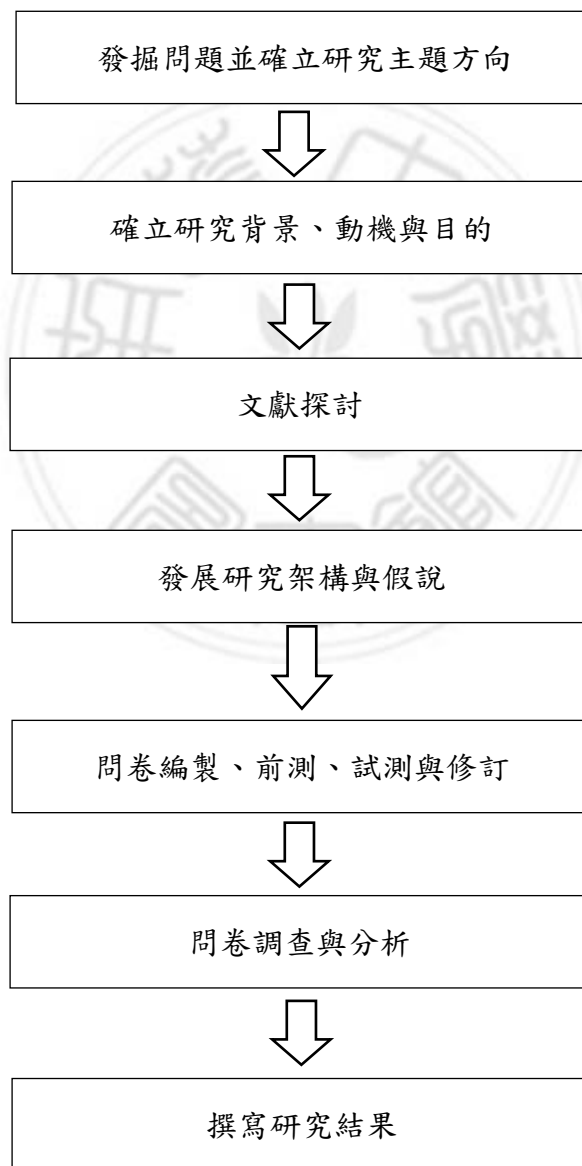 發掘問題並確立研究主題方向
確立研究背景、動機與目的
文獻探討
發展研究架構與假說
問卷編製、前測、試測與修訂
問卷調查與分析
撰寫研究結果